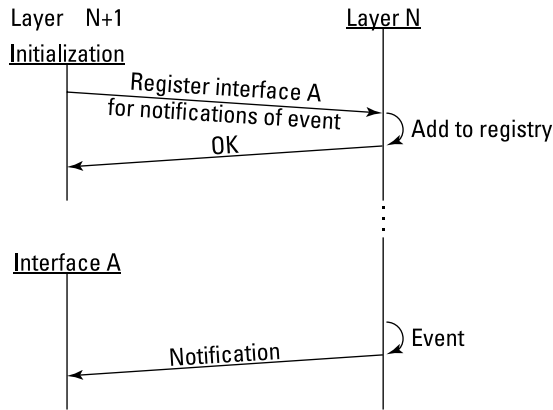 Layer N+1
Layer N
Initialization
Register interface A
for notifications of event
Add to registry
OK
Interface A
Event
Notification